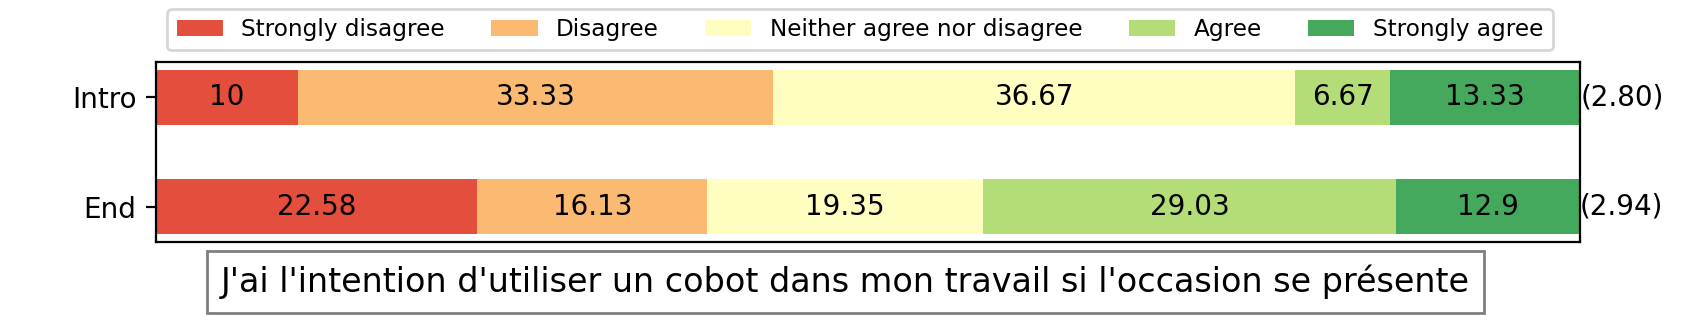 Strongly disagree Disagree Neither agree nor disagree Agree Strongly agree
Intro 10 33.33 36.67 6.67 13.33 (2.80)
End 22.58 16.13 19.35 29.03 12.9 (2.94)
J'ai l'intention d'utiliser un cobot dans mon travail si l'occasion se présente